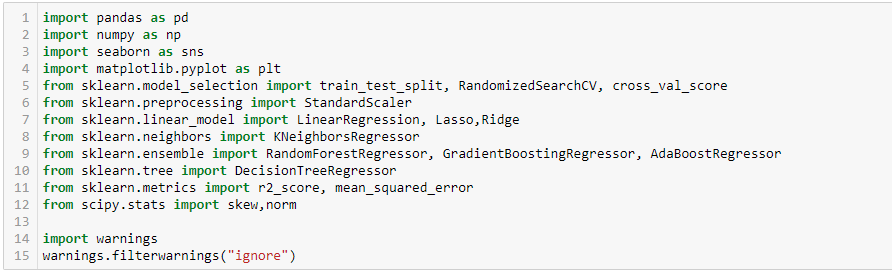 1 import pandas as pd
2 import numpy as np
3 import seaborn as sns
4 import matplotlib.pyplot as plt
5 from sklearn.model_selection import train_test_split, RandomizedSearchCV, cross_val_score
6 from sklearn.preprocessing import StandardScaler
7 from sklearn.linear_model import LinearRegression, Lasso,Ridge
8 from sklearn.neighbors import KNeighborsRegressor
9 from sklearn.ensemble import RandomForestRegressor, GradientBoostingRegressor, AdaBoostRegressor
10 from sklearn.tree import DecisionTreeRegressor
11 from sklearn.metrics import r2_score, mean_squared_error
12 from scipy.stats import skew,norm
13
14 import warnings
15 warnings.filterwarnings("ignore")